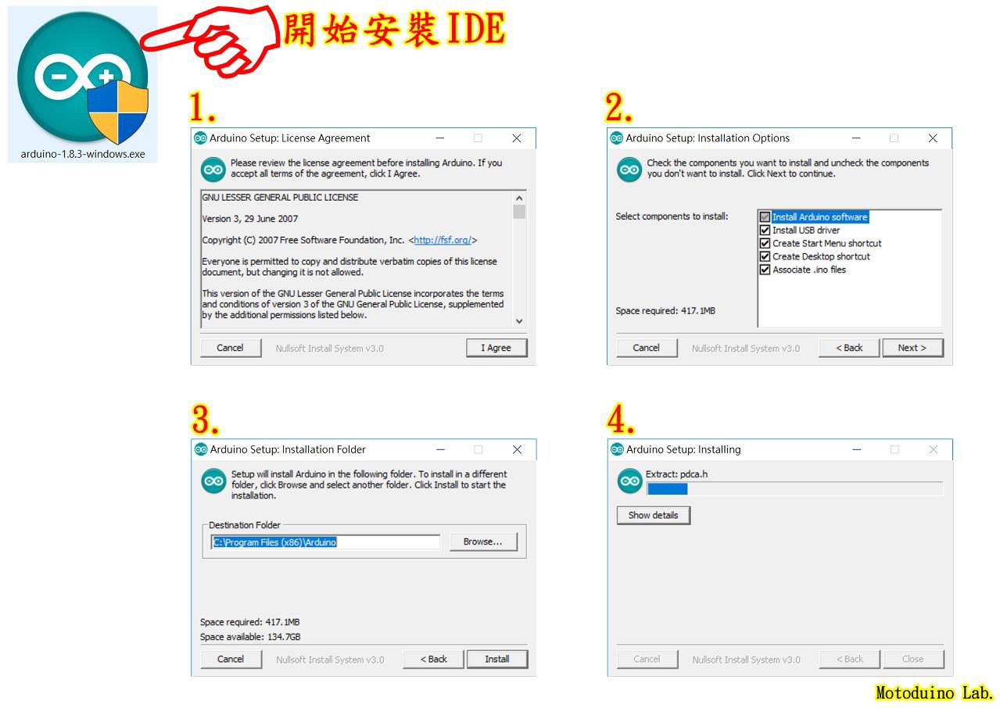 開始安裝IDE
arduino-1.8.3-windows.exe
1.
Arduino Setup: License Agreement
Please review the license agreement before installing Arduino. If you
accept all terms of the agreement, click I Agree.
GNU LESSER GENERAL PUBLIC LICENSE
Version 3, 29 June 2007
Copyright (C) 2007 Free Software Foundation, Inc. <http://fsf.org/>
Everyone is permitted to copy and distribute verbatim copies of this license
document, but changing it is not allowed.
This version of the GNU Lesser General Public License incorporates the terms
and conditions of version 3 of the GNU General Public License, supplemented
by the additional permissions listed below.
Cancel
Nullsoft Install System v3.0
I Agree
2.
Arduino Setup: Installation Options
Check the components you want to install and uncheck the components
you don't want to install. Click Next to continue.
Select components to install:
Install Arduino software
Install USB driver
Create Start Menu shortcut
Create Desktop shortcut
Associate .ino files
Space required: 417.1MB
Cancel
Nullsoft Install System v3.0
< Back
Next >
3.
Arduino Setup: Installation Folder
Setup will install Arduino in the following folder. To install in a different
folder, click Browse and select another folder. Click Install to start the
installation.
Destination Folder
C:\Program Files (x86)\Arduino
Browse...
Space required: 417.1MB
Space available: 134.7GB
Cancel
Nullsoft Install System v3.0
< Back
Install
4.
Arduino Setup: Installing
Extract: pdca.h
Show details
Cancel
Nullsoft Install System v3.0
< Back
Close
Motoduino Lab.